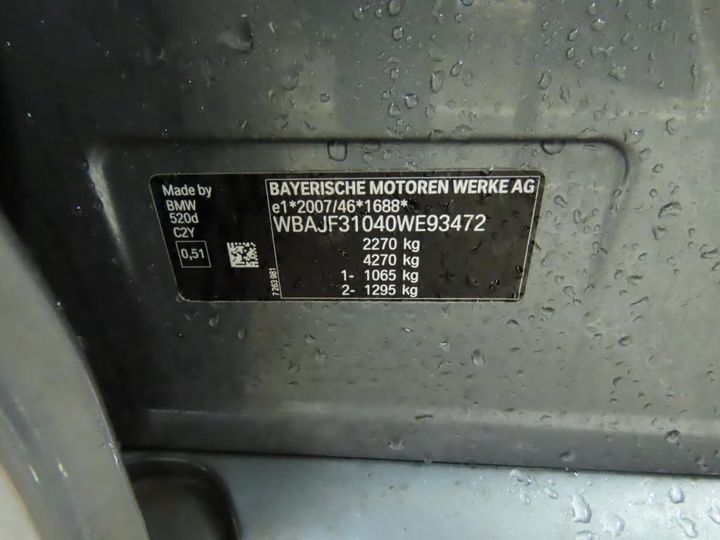 Made by
BMW
520d
C2Y
0,51
7 263 981
BAYERISCHE MOTOREN WERKE AG
e1*2007/46*1688*
WBAJF31040WE93472
2270 kg
4270 kg
1- 1065 kg
2- 1295 kg